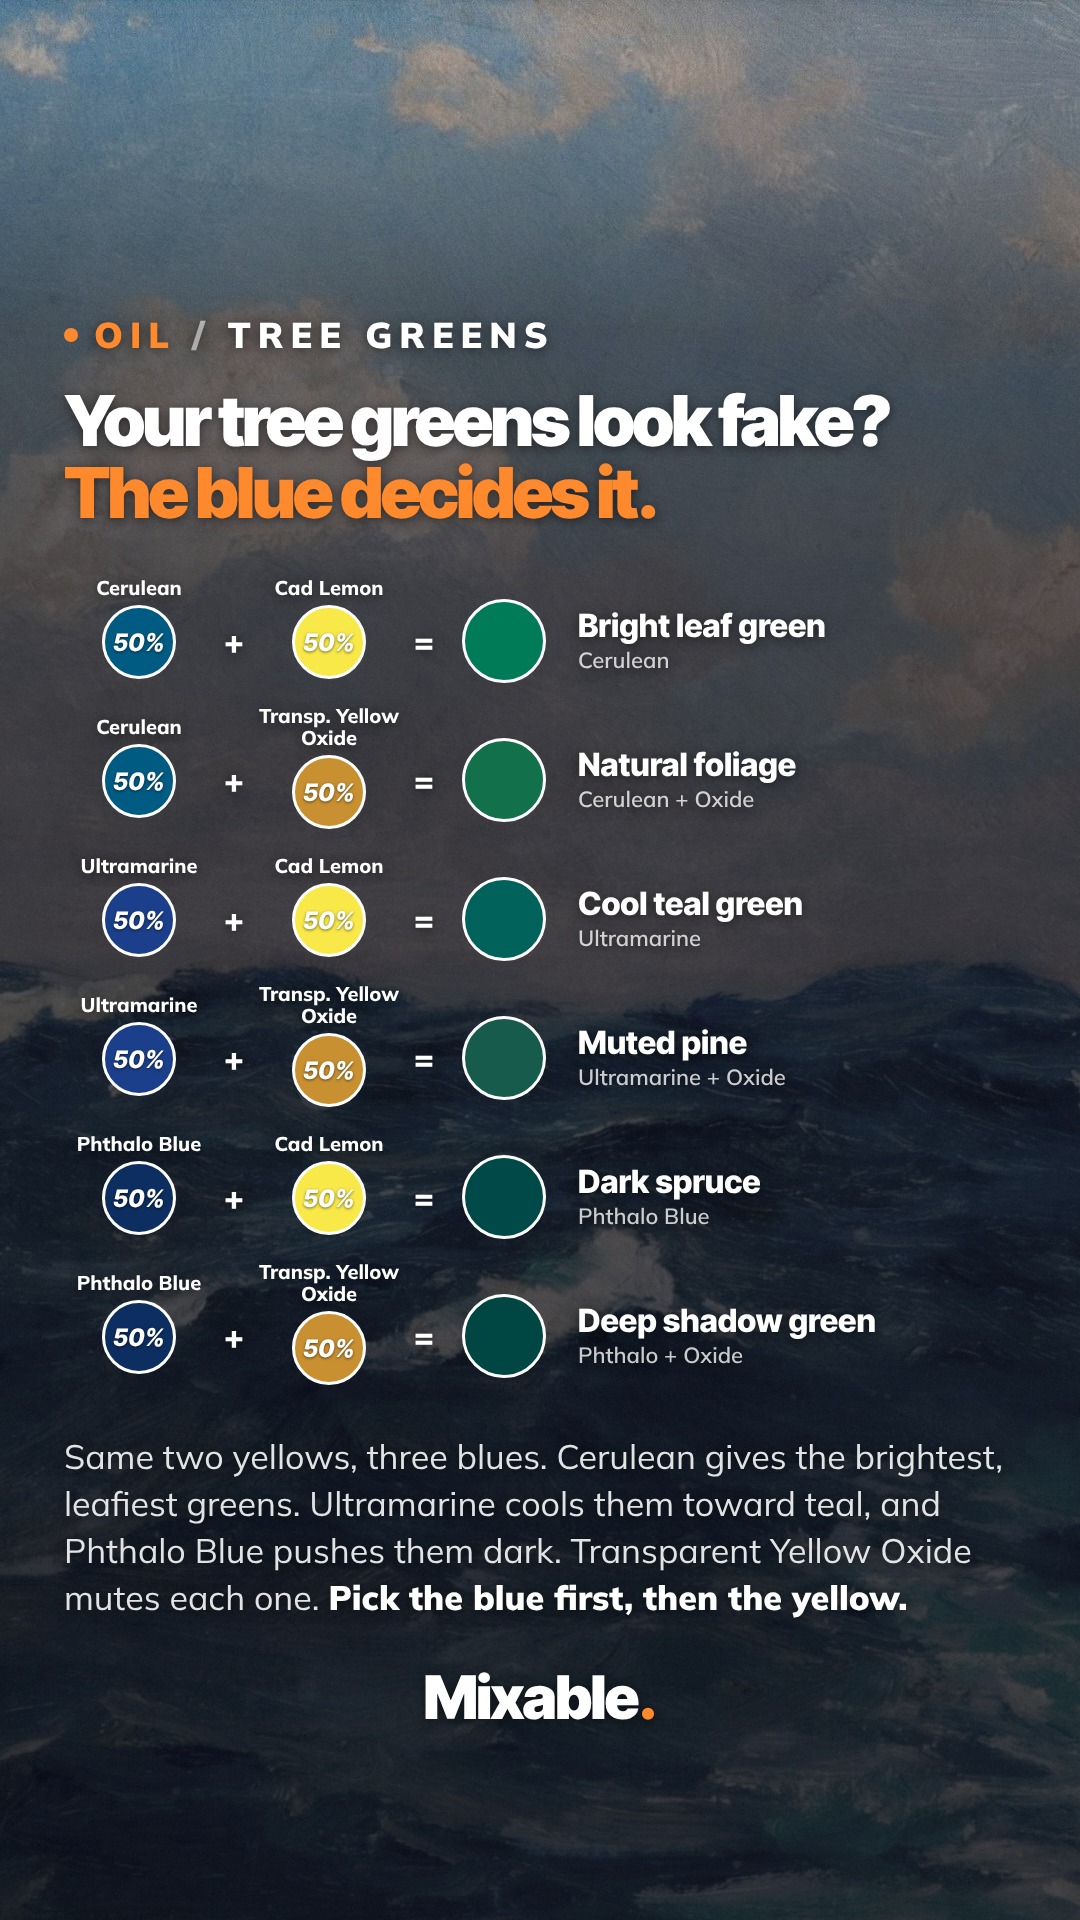 • OIL / TREE GREENS
Your tree greens look fake?
The blue decides it.
Cerulean Cad Lemon
50% + 50% = Bright leaf green
Cerulean
Cerulean Transp. Yellow Oxide
50% + 50% = Natural foliage
Cerulean + Oxide
Ultramarine Cad Lemon
50% + 50% = Cool teal green
Ultramarine
Ultramarine Transp. Yellow Oxide
50% + 50% = Muted pine
Ultramarine + Oxide
Phthalo Blue Cad Lemon
50% + 50% = Dark spruce
Phthalo Blue
Phthalo Blue Transp. Yellow Oxide
50% + 50% = Deep shadow green
Phthalo + Oxide
Same two yellows, three blues. Cerulean gives the brightest,
leafiest greens. Ultramarine cools them toward teal, and
Phthalo Blue pushes them dark. Transparent Yellow Oxide
mutes each one. Pick the blue first, then the yellow.
Mixable.